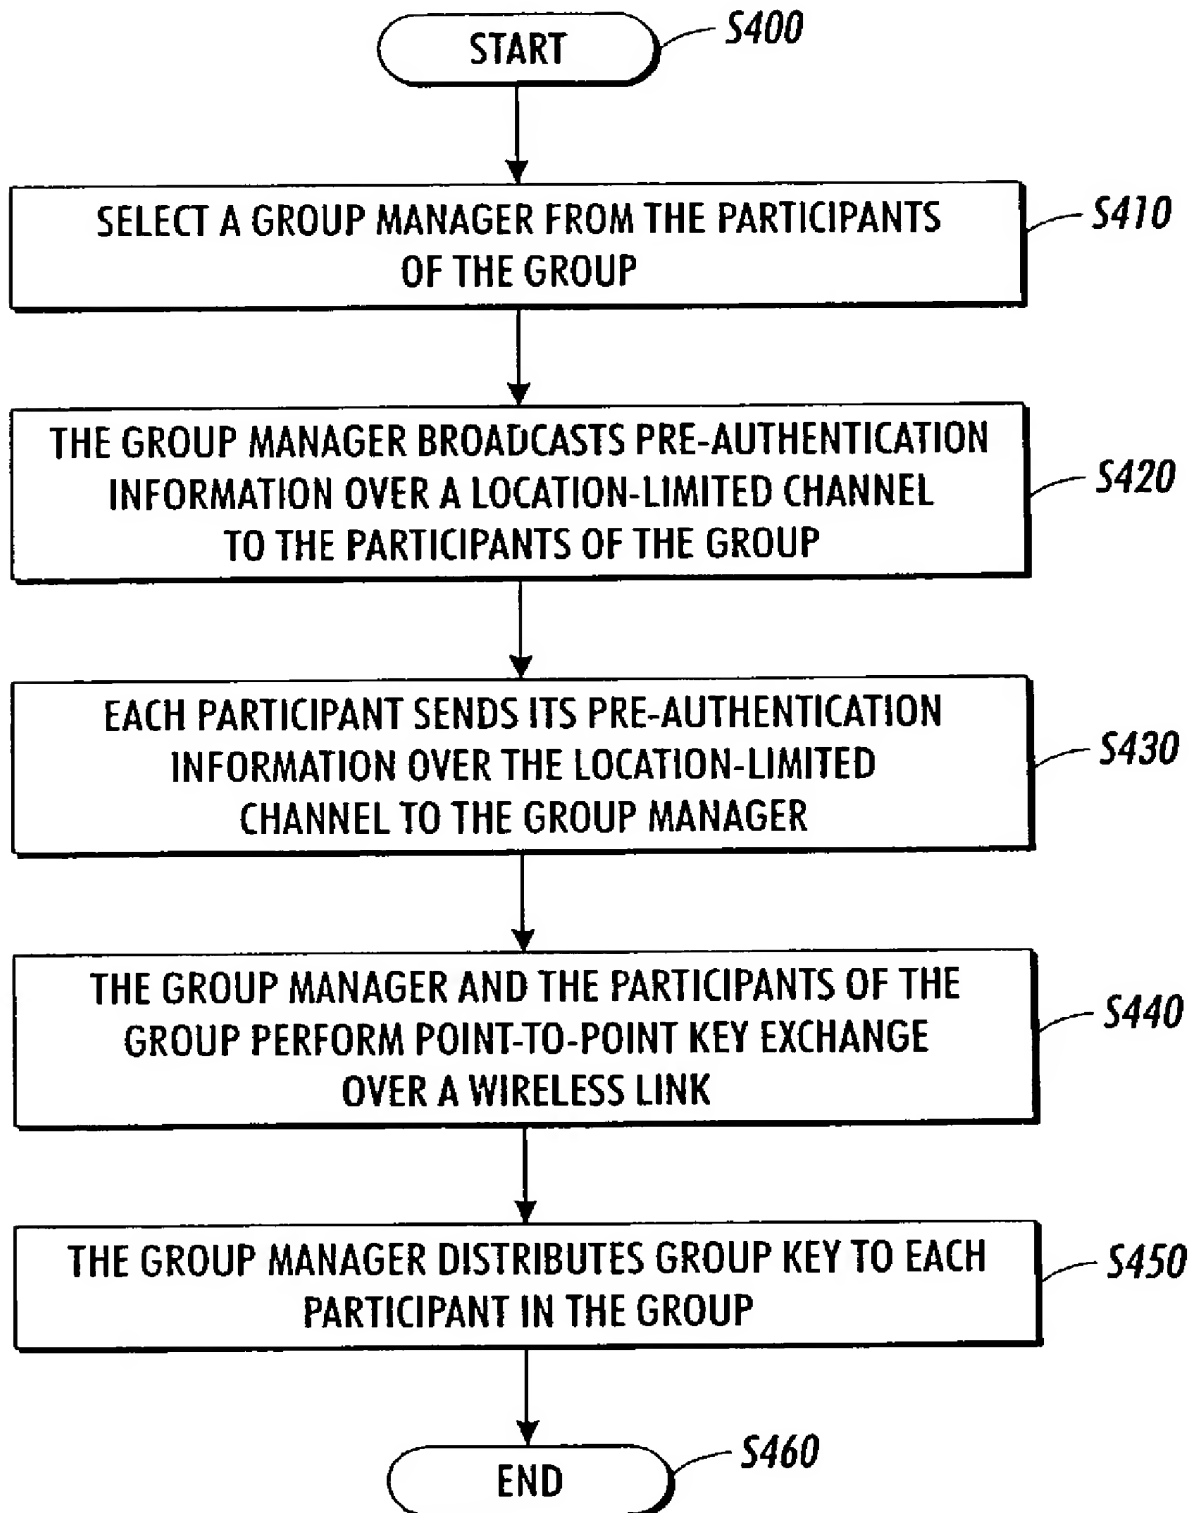 START
S400
SELECT A GROUP MANAGER FROM THE PARTICIPANTS
OF THE GROUP
S410
THE GROUP MANAGER BROADCASTS PRE-AUTHENTICATION
INFORMATION OVER A LOCATION-LIMITED CHANNEL
TO THE PARTICIPANTS OF THE GROUP
S420
EACH PARTICIPANT SENDS ITS PRE-AUTHENTICATION
INFORMATION OVER THE LOCATION-LIMITED
CHANNEL TO THE GROUP MANAGER
S430
THE GROUP MANAGER AND THE PARTICIPANTS OF THE
GROUP PERFORM POINT-TO-POINT KEY EXCHANGE
OVER A WIRELESS LINK
S440
THE GROUP MANAGER DISTRIBUTES GROUP KEY TO EACH
PARTICIPANT IN THE GROUP
S450
END
S460